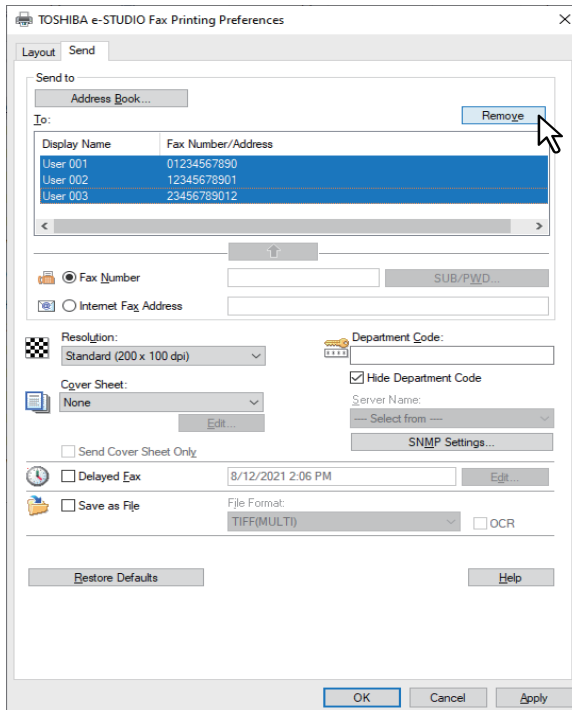 TOSHIBA e-STUDIO Fax Printing Preferences
Layout Send
Send to
Address Book...
To:
Remove
Display Name Fax Number/Address
User 001 01234567890
User 002 12345678901
User 003 23456789012
Fax Number SUB/PWD...
Internet Fax Address
Resolution:
Standard (200 x 100 dpi)
Department Code:
Hide Department Code
Cover Sheet:
None
Edit...
Send Cover Sheet Only
Server Name:
--- Select from ---
SNMP Settings...
Delayed Fax 8/12/2021 2:06 PM Edit...
Save as File
File Format:
TIFF(MULTI) OCR
Restore Defaults Help
OK Cancel Apply